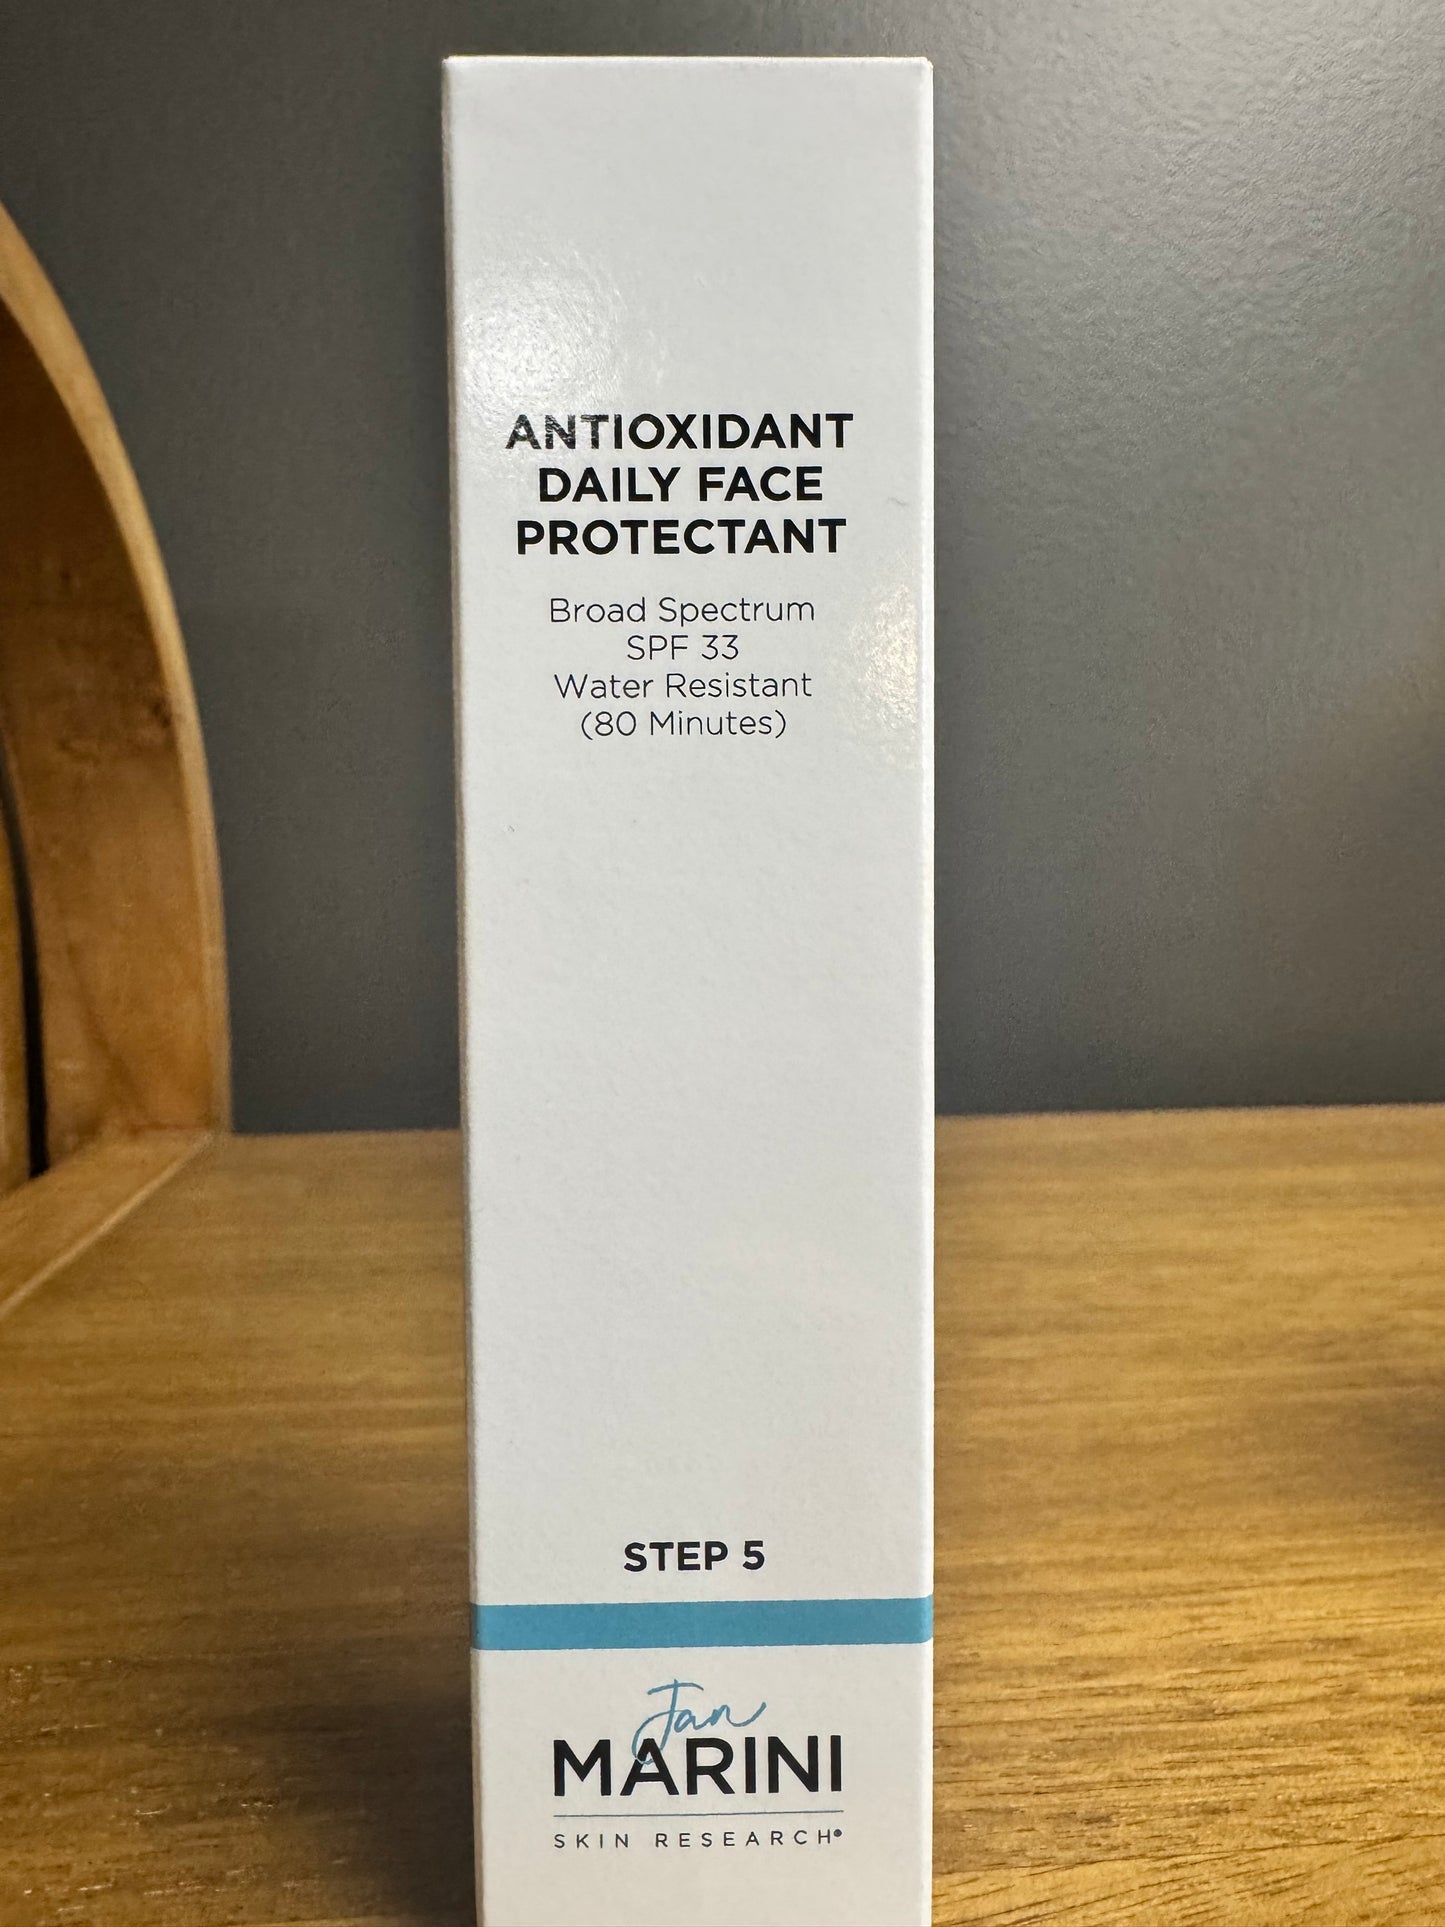 ANTIOXIDANT
DAILY FACE
PROTECTANT
Broad Spectrum
SPF 33
Water Resistant
(80 Minutes)
STEP 5
Jan
MARINI
SKIN RESEARCH®